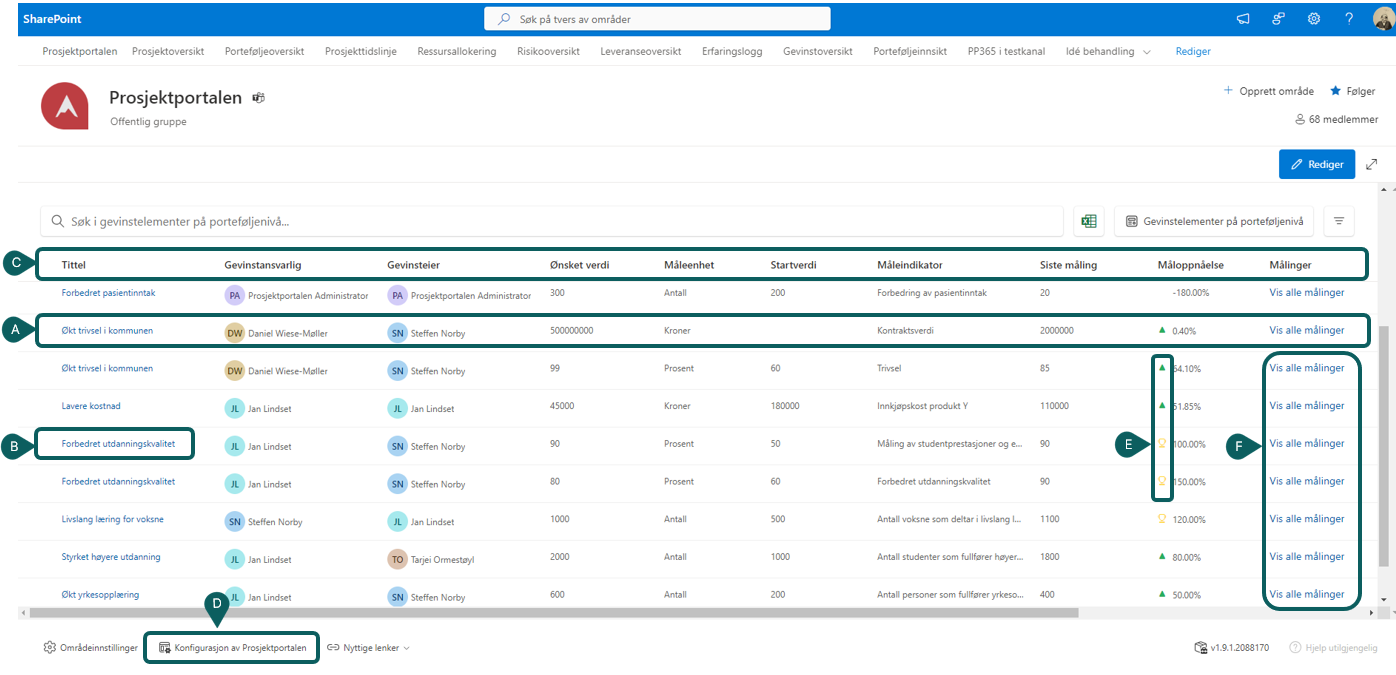 SharePoint
Søk på tvers av områder
?
Prosjektportalen Prosjektoversikt Porteføljeoversikt Prosjekttidslinje Ressursallokering Risikooversikt Leveranseoversikt Erfaringslogg Gevinstoversikt Porteføljeinnsikt PP365 i testkanal Idé behandling Rediger
Prosjektportalen
Offentlig gruppe
+ Opprett område Følger
68 medlemmer
Rediger
Søk i gevinstelementer på porteføljenivå...
Gevinstelementer på porteføljenivå
C Tittel Gevinstansvarlig Gevinsteier Ønsket verdi Måleenhet Startverdi Måleindikator Siste måling Måloppnåelse Målinger
Forbedret pasientinntak PA Prosjektportalen Administrator PA Prosjektportalen Administrator 300 Antall 200 Forbedring av pasientinntak 20 -180.00% Vis alle målinger
A Økt trivsel i kommunen DW Daniel Wiese-Møller SN Steffen Norby 500000000 Kroner Kontraktsverdi 2000000 0.40% Vis alle målinger
Økt trivsel i kommunen DW Daniel Wiese-Møller SN Steffen Norby 99 Prosent 60 Trivsel 85 64.10% Vis alle målinger
Lavere kostnad JL Jan Lindset JL Jan Lindset 45000 Kroner 180000 Innkjøpskost produkt Y 110000 51.85% Vis alle målinger
B Forbedret utdanningskvalitet JL Jan Lindset SN Steffen Norby 90 Prosent 50 Måling av studentprestasjoner og e... 90 E 100.00% F Vis alle målinger
Forbedret utdanningskvalitet JL Jan Lindset SN Steffen Norby 80 Prosent 60 Forbedret utdanningskvalitet 90 150.00% Vis alle målinger
Livslang læring for voksne SN Steffen Norby JL Jan Lindset 1000 Antall 500 Antall voksne som deltar i livslang l... 1100 120.00% Vis alle målinger
Styrket høyere utdanning JL Jan Lindset TO Tarjei Ormestøyl 2000 Antall 1000 Antall studenter som fullfører høyer... 1800 80.00% Vis alle målinger
Økt yrkesopplæring JL Jan Lindset SN Steffen Norby 600 Antall 200 Antall personer som fullfører yrkeso... 400 50.00% Vis alle målinger
D
Områdeinnstillinger Konfigurasjon av Prosjektportalen Nyttige lenker v1.9.1.2088170 ? Hjelp utilgjengelig